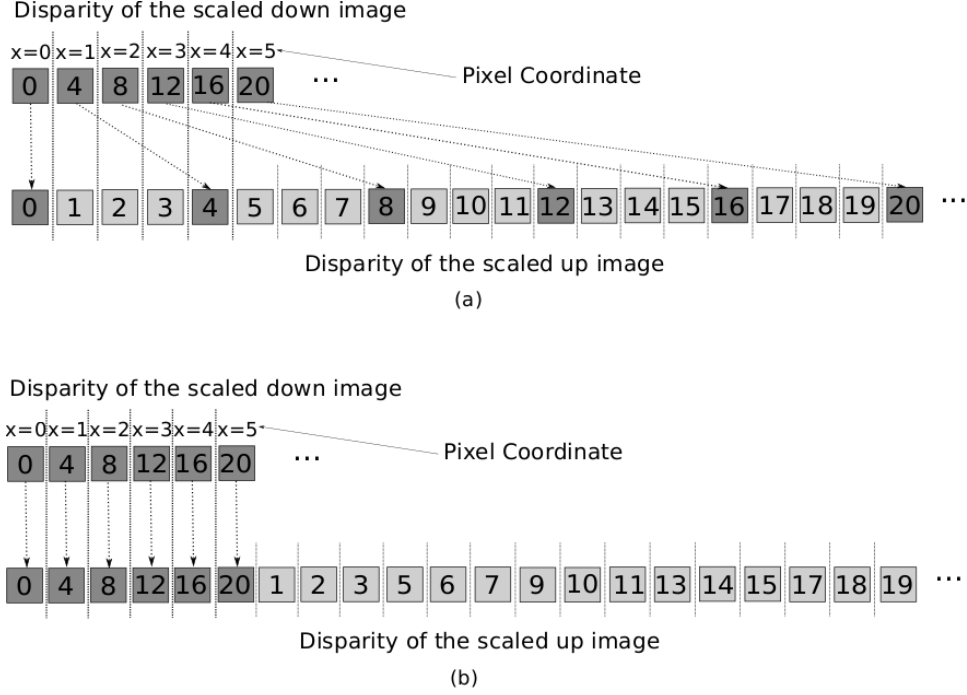 Disparity of the scaled down image
x=0 x=1 x=2 x=3 x=4 x=5
Pixel Coordinate
0 4 8 12 16 20 ...
0 1 2 3 4 5 6 7 8 9 10 11 12 13 14 15 16 17 18 19 20 ...
Disparity of the scaled up image
(a)
Disparity of the scaled down image
x=0 x=1 x=2 x=3 x=4 x=5
Pixel Coordinate
0 4 8 12 16 20 ...
0 4 8 12 16 20 1 2 3 5 6 7 9 10 11 13 14 15 17 18 19 ...
Disparity of the scaled up image
(b)